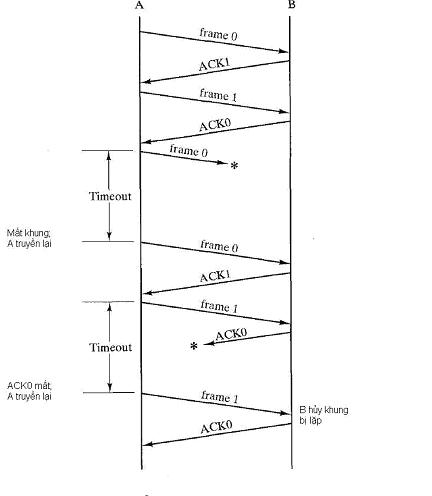 A
B
frame 0
ACK1
frame 1
ACK0
frame 0
*
Timeout
Mất khung;
A truyền lại
frame 0
ACK1
frame 1
ACK0
*
Timeout
ACK0 mất;
A truyền lại
frame 1
B hủy khung
bị lặp
ACK0